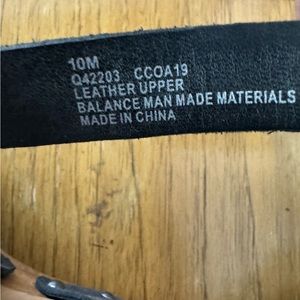 10M
Q42203 CCOA19
LEATHER UPPER
BALANCE MAN MADE MATERIALS
MADE IN CHINA